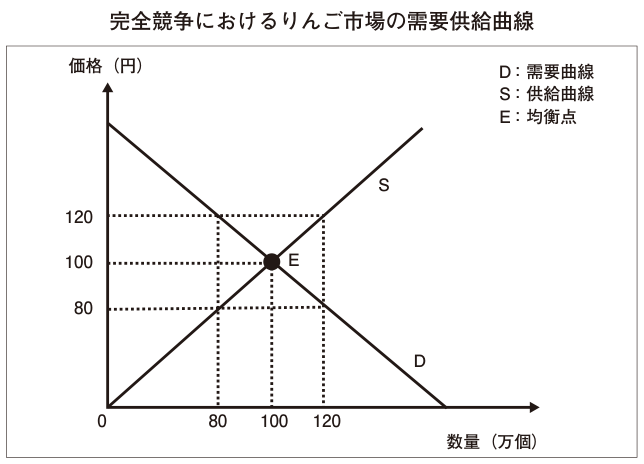 完全競争におけるりんご市場の需要供給曲線
価格（円）
D：需要曲線
S：供給曲線
E：均衡点
S
120
100
E
80
D
0
80
100
120
数量（万個）